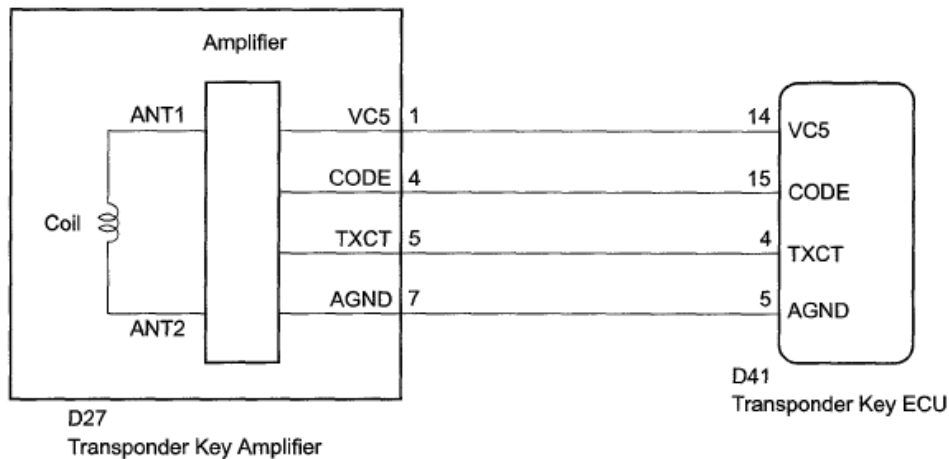 Amplifier
ANT1
VC5 1
14 VC5
CODE 4
15 CODE
Coil
TXCT 5
4 TXCT
AGND 7
5 AGND
ANT2
D27
Transponder Key Amplifier
D41
Transponder Key ECU